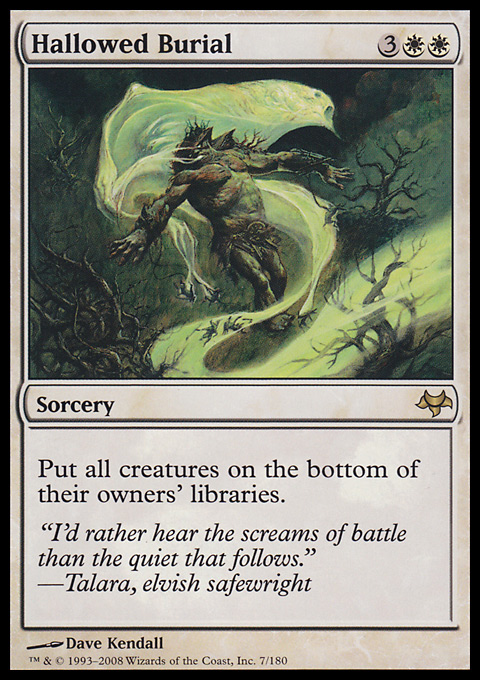 Hallowed Burial 3
Sorcery
Put all creatures on the bottom of
their owners’ libraries.
“I’d rather hear the screams of battle
than the quiet that follows.”
—Talara, elvish safewright
Dave Kendall
™ & © 1993–2008 Wizards of the Coast, Inc. 7/180